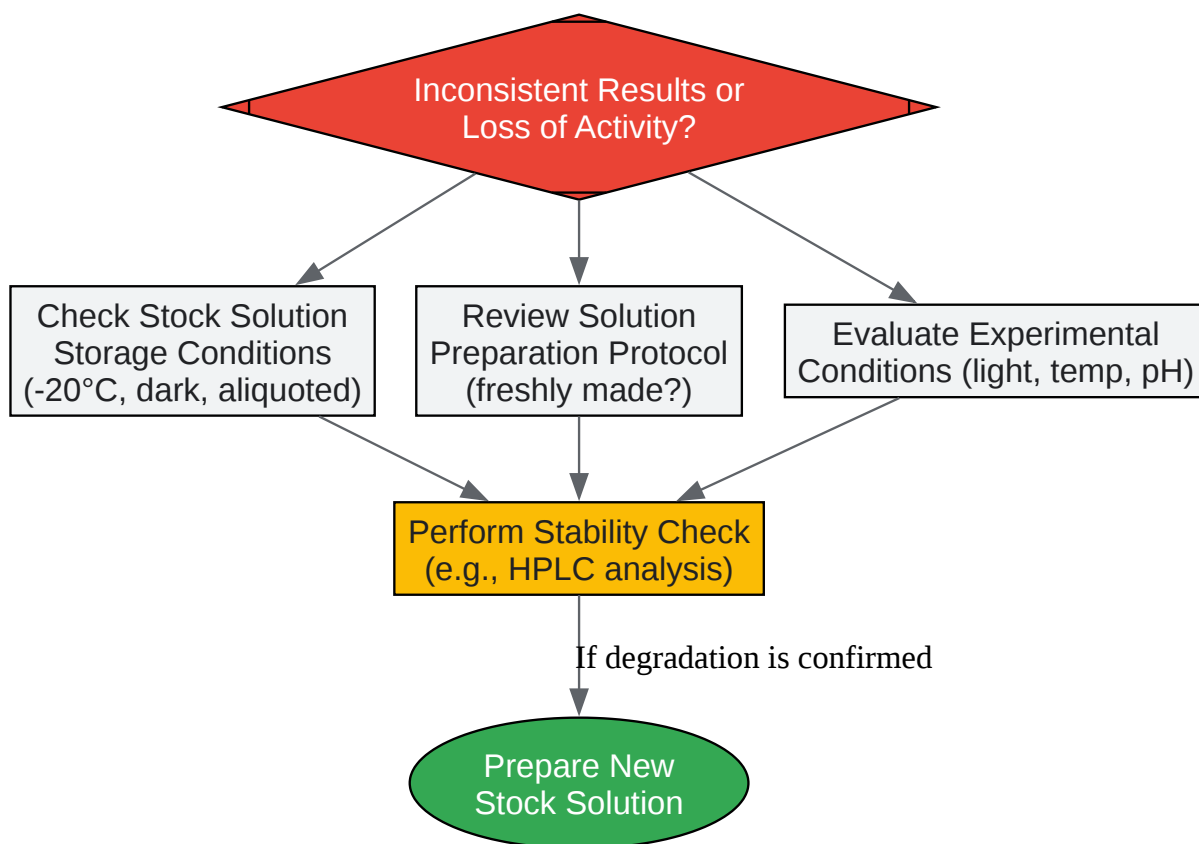 Inconsistent Results or
Loss of Activity?
Check Stock Solution
Storage Conditions
(-20°C, dark, aliquoted)
Review Solution
Preparation Protocol
(freshly made?)
Evaluate Experimental
Conditions (light, temp, pH)
Perform Stability Check
(e.g., HPLC analysis)
If degradation is confirmed
Prepare New
Stock Solution